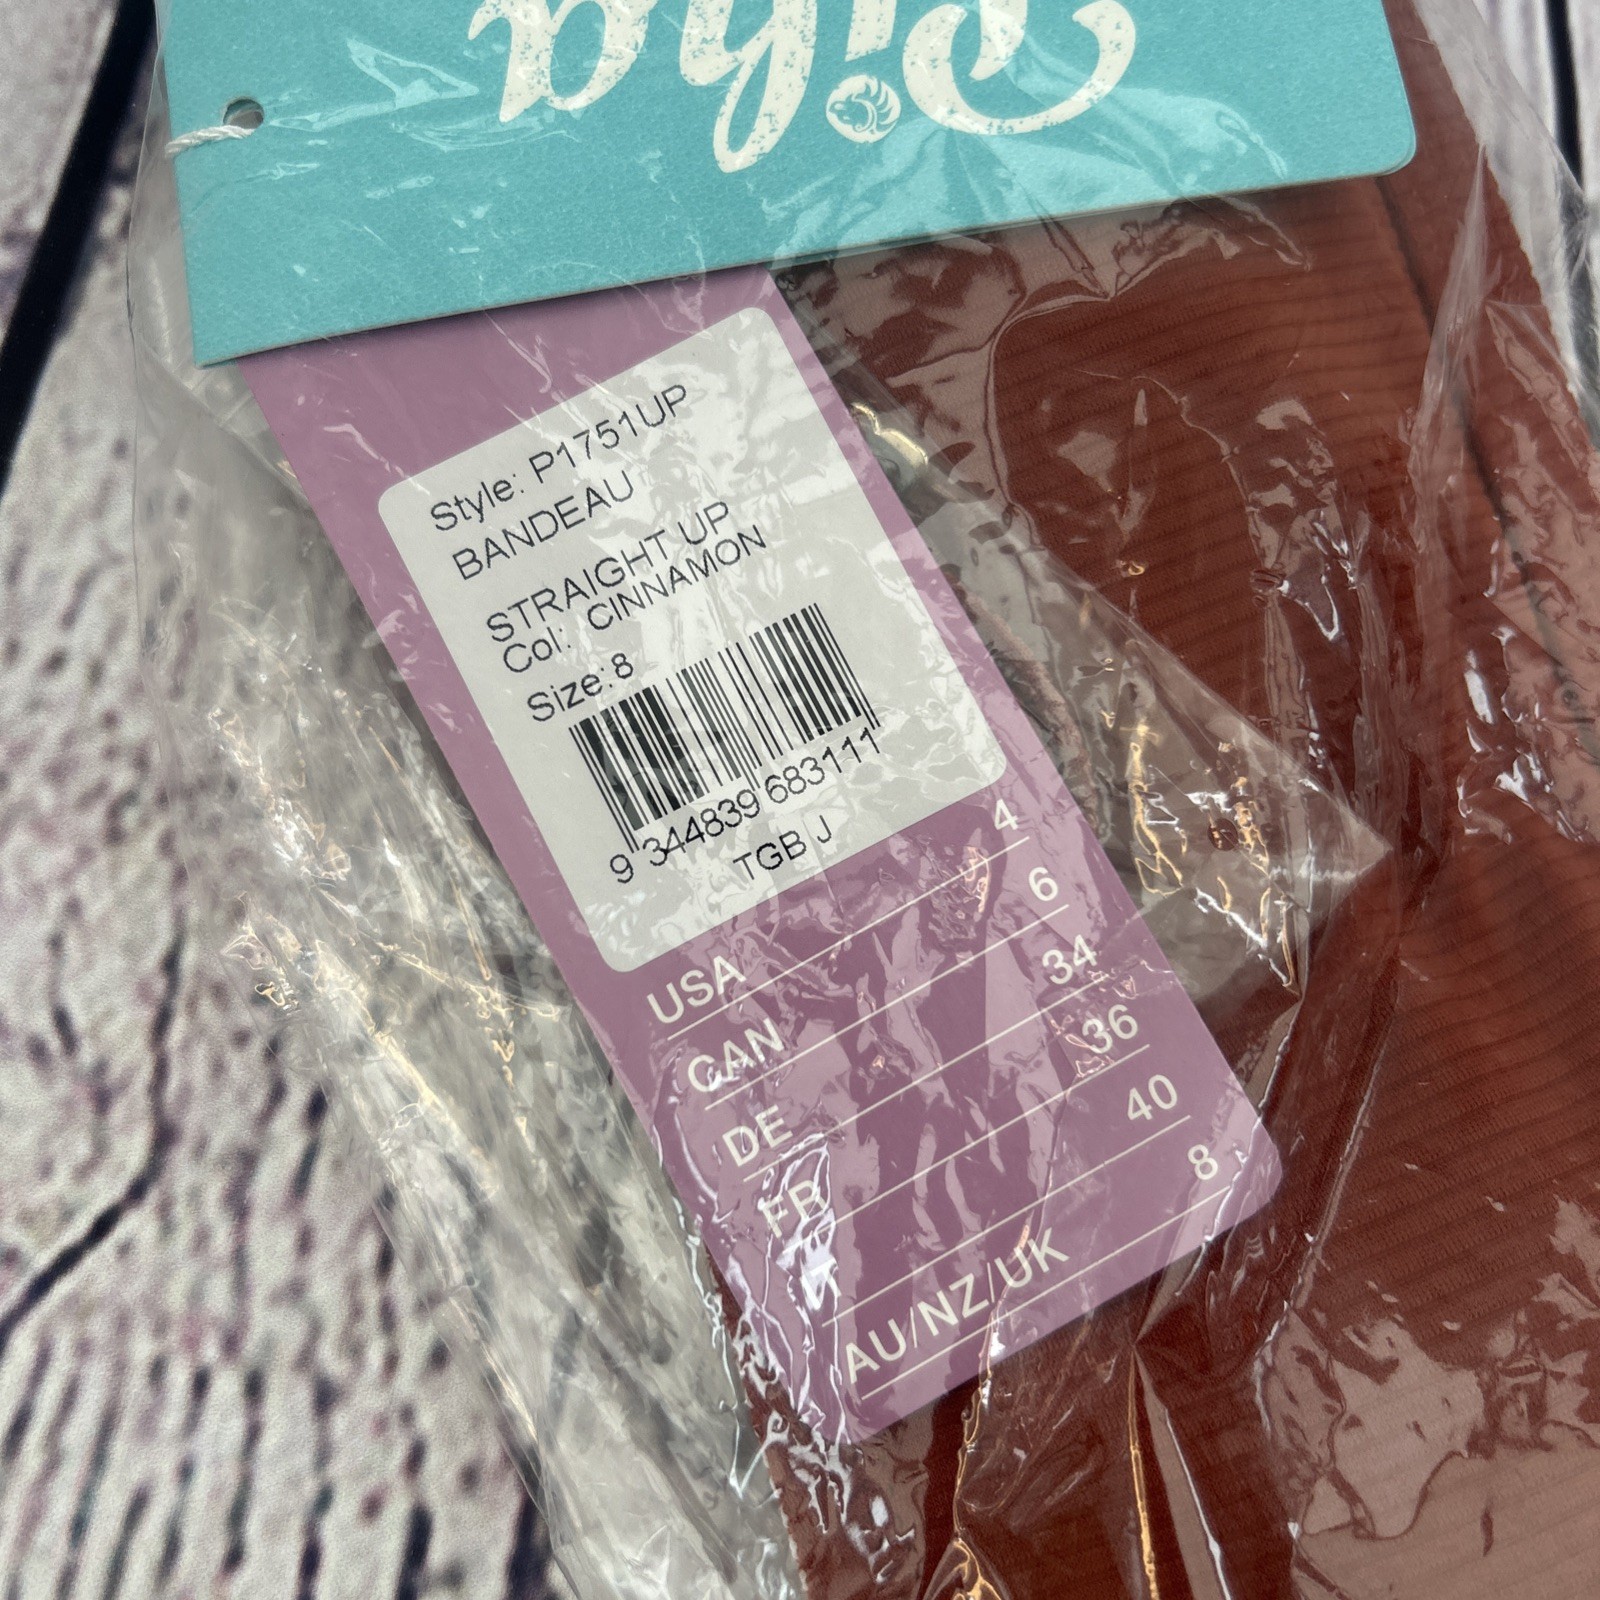 Piha
Style: P1751UP
BANDEAU
STRAIGHT UP
Col: CINNAMON
Size:8
9 344839 683111
TGB J
USA 4
CAN 6
DE 34
FR 36
40
AU/NZ/UK 8